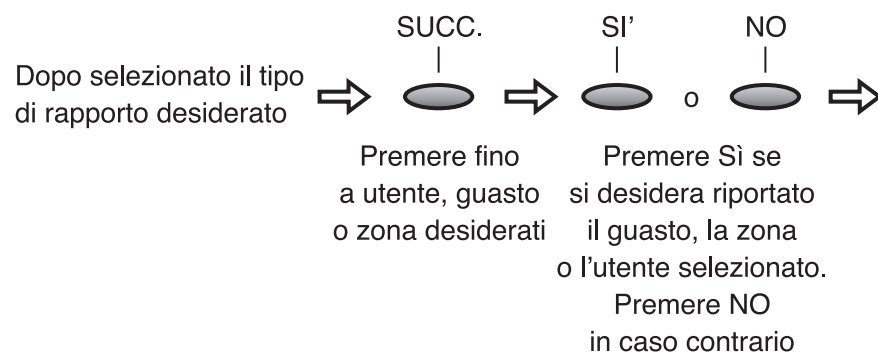 SUCC.
SI'
NO
Dopo selezionato il tipo
di rapporto desiderato
o
Premere fino
a utente, guasto
o zona desiderati
Premere Sì se
si desidera riportato
il guasto, la zona
o l'utente selezionato.
Premere NO
in caso contrario